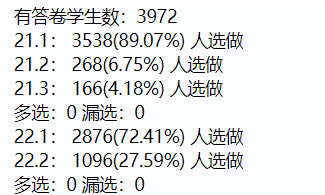 有答卷学生数：3972
21.1： 3538(89.07%) 人选做
21.2： 268(6.75%) 人选做
21.3： 166(4.18%) 人选做
多选：0 漏选：0
22.1： 2876(72.41%) 人选做
22.2： 1096(27.59%) 人选做
多选：0 漏选：0